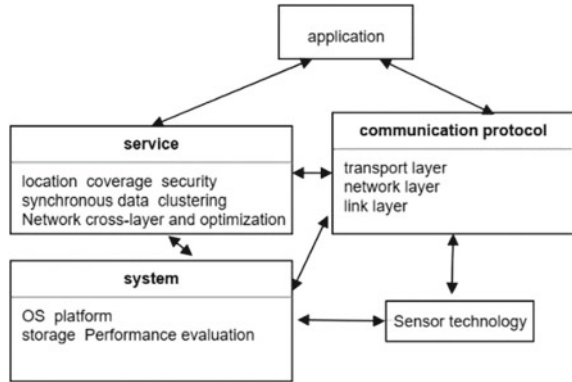 application
service
location coverage security
synchronous data clustering
Network cross-layer and optimization
communication protocol
transport layer
network layer
link layer
system
OS platform
storage Performance evaluation
Sensor technology